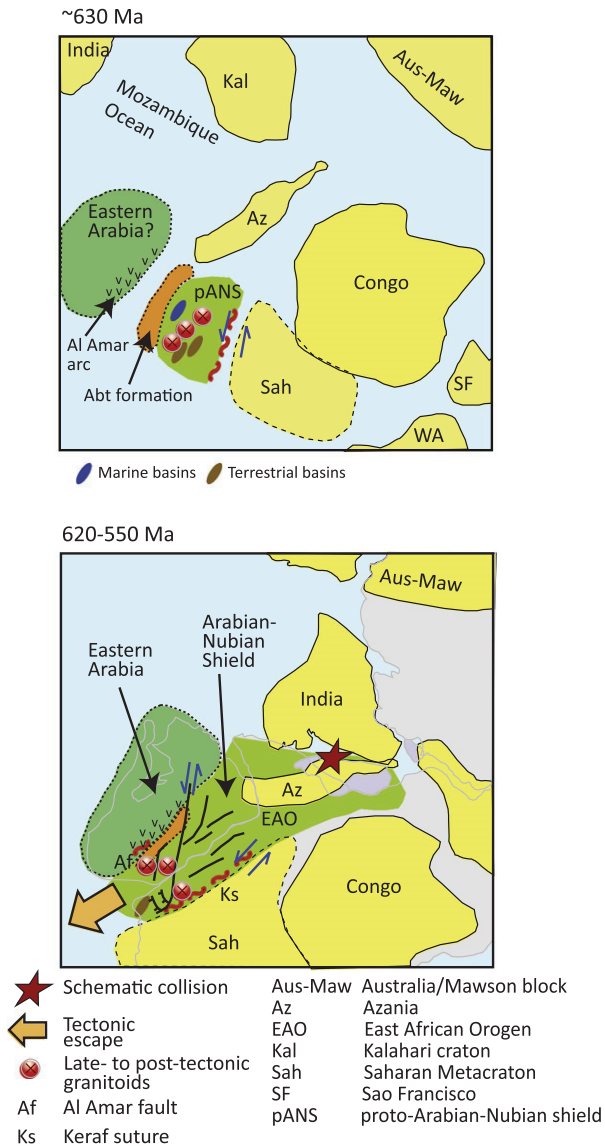 ~630 Ma
India
Kal
Aus-Maw
Mozambique
Ocean
Eastern
Arabia?
Az
Congo
pANS
Al Amar
arc
Abt formation
Sah
SF
WA
Marine basins
Terrestrial basins
620-550 Ma
Aus-Maw
Arabian-
Nubian
Shield
Eastern
Arabia
India
Az
EAO
Af
Ks
Congo
Sah
Schematic collision
Tectonic
escape
Late- to post-tectonic
granitoids
Af Al Amar fault
Ks Keraf suture
Aus-Maw Australia/Mawson block
Az Azania
EAO East African Orogen
Kal Kalahari craton
Sah Saharan Metacraton
SF Sao Francisco
pANS proto-Arabian-Nubian shield